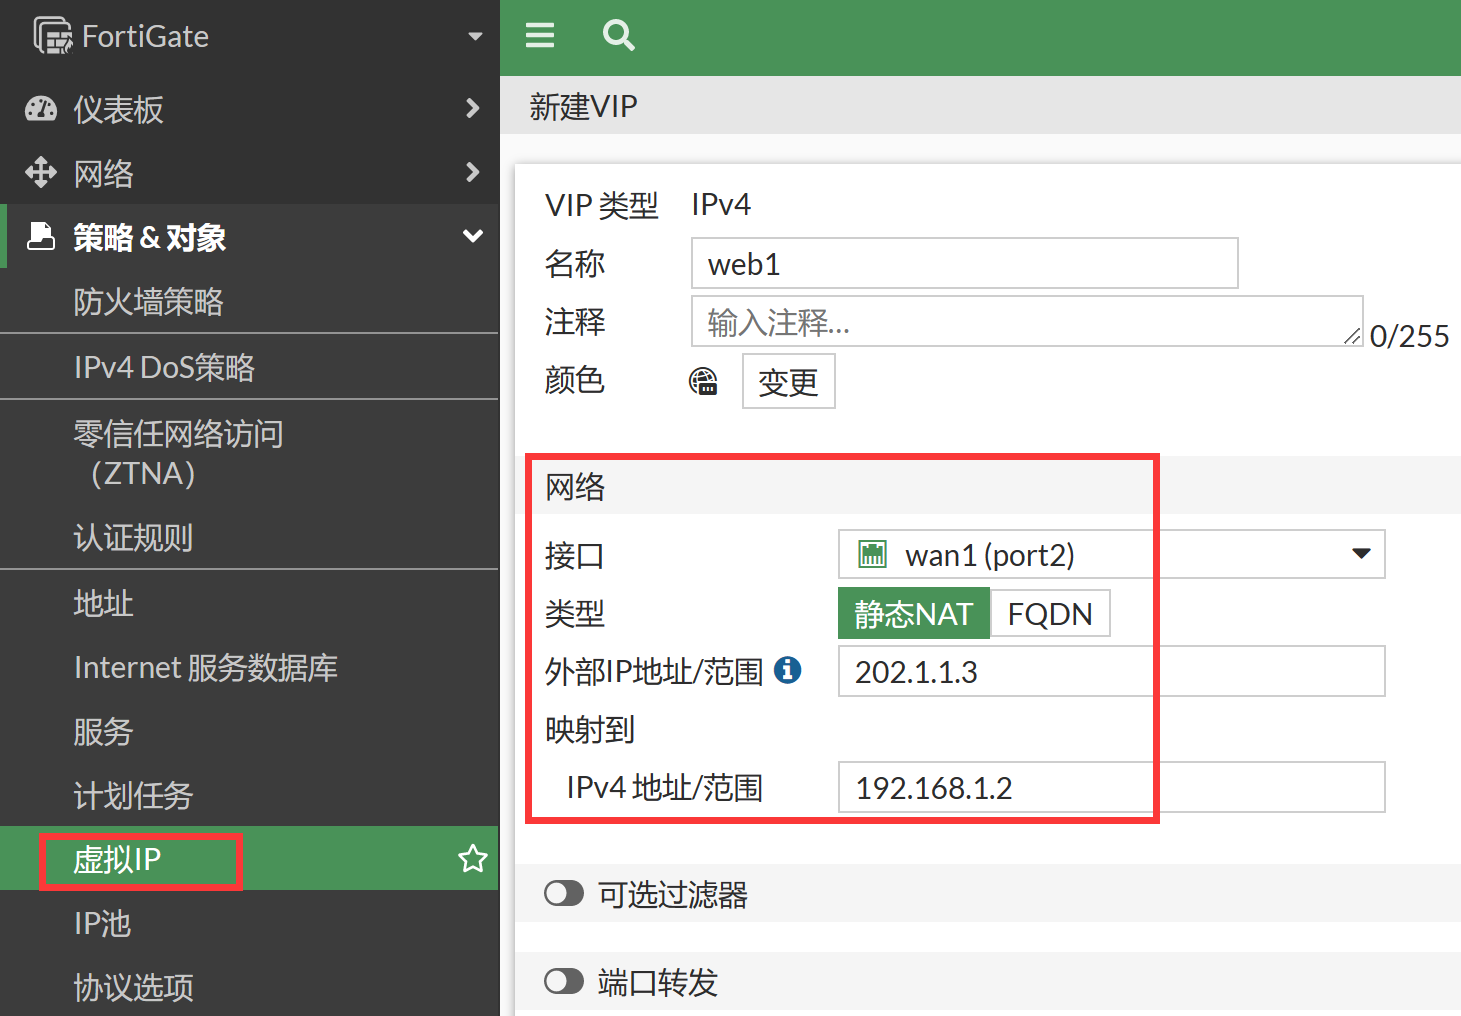 FortiGate
仪表板
网络
策略 & 对象
防火墙策略
IPv4 DoS策略
零信任网络访问
（ZTNA）
认证规则
地址
Internet 服务数据库
服务
计划任务
虚拟IP
IP池
协议选项
新建VIP
VIP 类型 IPv4
名称 web1
注释 输入注释... 0/255
颜色 变更
网络
接口 wan1 (port2)
类型 静态NAT FQDN
外部IP地址/范围 202.1.1.3
映射到
IPv4 地址/范围 192.168.1.2
可选过滤器
端口转发